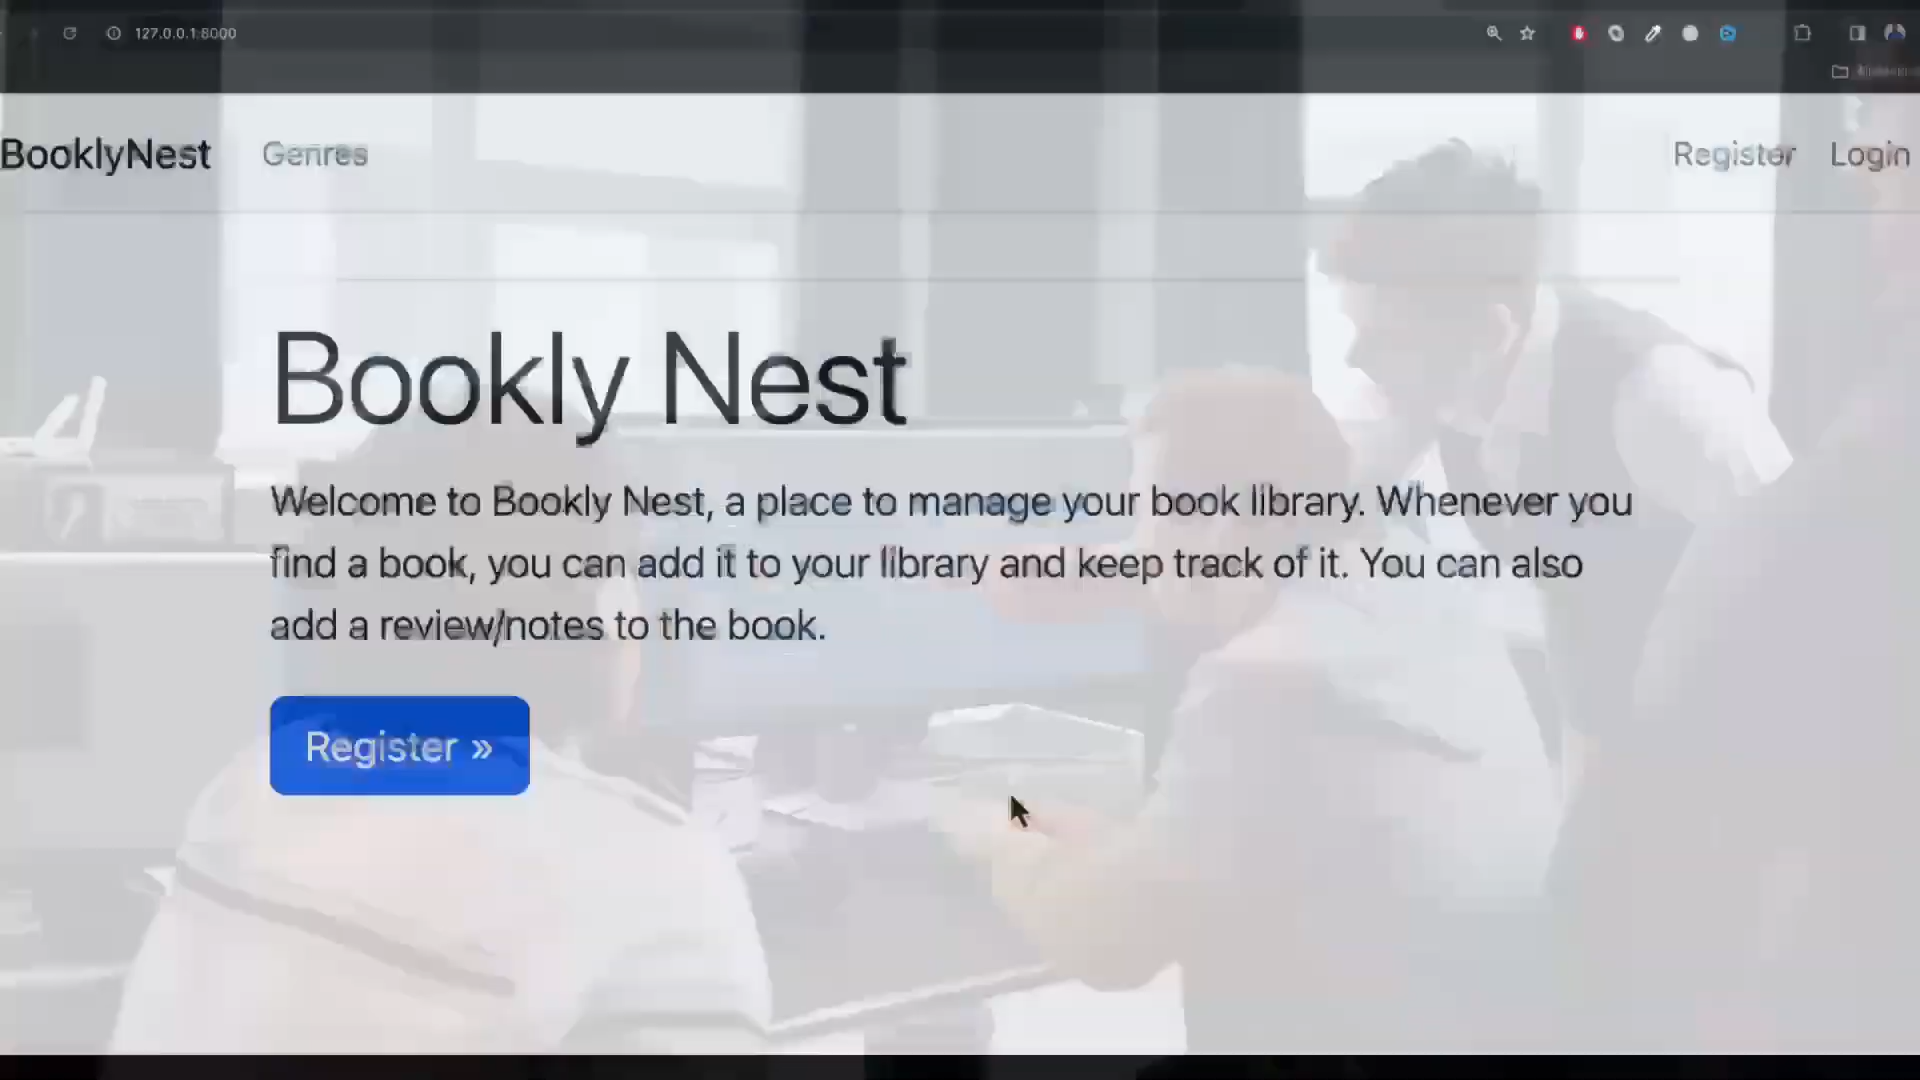 127.0.0.1:8000
BooklyNest
Genres
Register
Login
Bookly Nest
Welcome to Bookly Nest, a place to manage your book library. Whenever you
find a book, you can add it to your library and keep track of it. You can also
add a review/notes to the book.
Register »